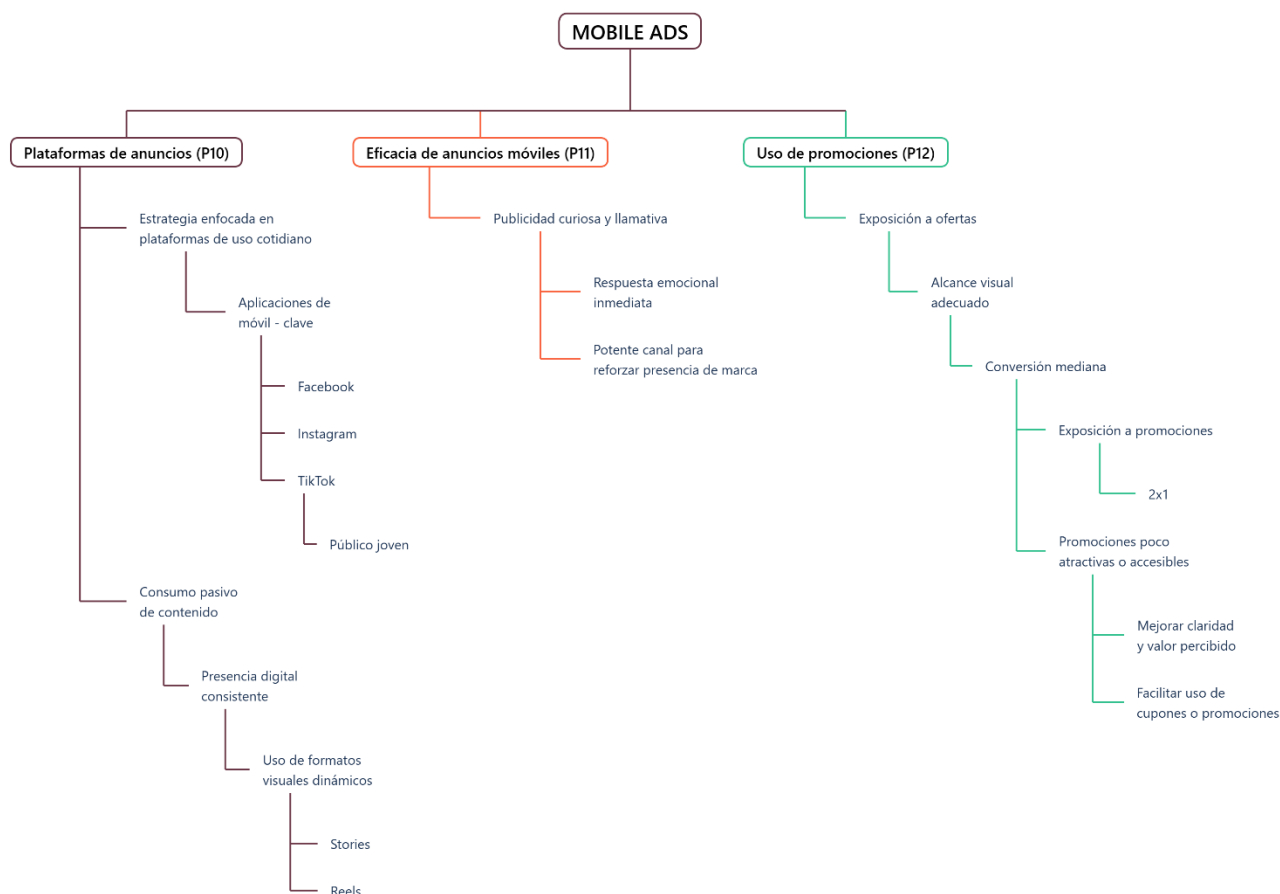 MOBILE ADS
Plataformas de anuncios (P10)
Estrategia enfocada en
plataformas de uso cotidiano
Aplicaciones de
móvil - clave
Facebook
Instagram
TikTok
Público joven
Consumo pasivo
de contenido
Presencia digital
consistente
Uso de formatos
visuales dinámicos
Stories
Reels
Eficacia de anuncios móviles (P11)
Publicidad curiosa y llamativa
Respuesta emocional
inmediata
Potente canal para
reforzar presencia de marca
Uso de promociones (P12)
Exposición a ofertas
Alcance visual
adecuado
Conversión mediana
Exposición a promociones
2x1
Promociones poco
atractivas o accesibles
Mejorar claridad
y valor percibido
Facilitar uso de
cupones o promociones